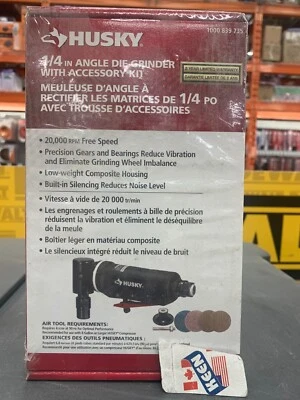 HUSKY
1000 839 735
1/4 IN ANGLE DIE GRINDER
WITH ACCESSORY KIT
MEULEUSE D'ANGLE À
RECTIFIER LES MATRICES DE 1/4 PO
AVEC TROUSSE D'ACCESSOIRES
• 20,000 RPM Free Speed
• Precision Gears and Bearings Reduce Vibration
and Eliminate Grinding Wheel Imbalance
• Low-weight Composite Housing
• Built-in Silencing Reduces Noise Level
• Vitesse à vide de 20 000 tr/min
• Les engrenages et roulements à bille de précision
réduisent la vibration et éliminent le déséquilibre
de la meule
• Boîtier léger en matériau composite
• Le silencieux intégré réduit le niveau de bruit
HUSKY
AIR TOOL REQUIREMENTS:
EXIGENCES DES OUTILS PNEUMATIQUES:
KEEN